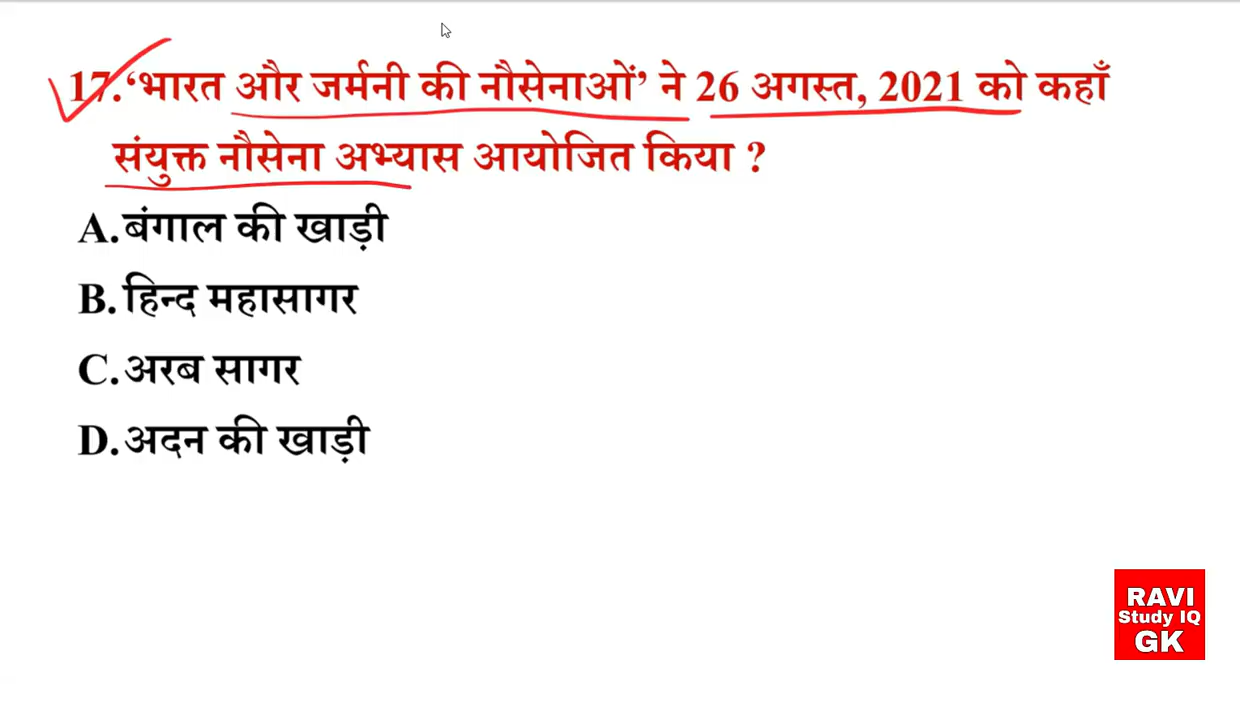 17.‘भारत और जर्मनी की नौसेनाओं’ ने 26 अगस्त, 2021 को कहाँ
संयुक्त नौसेना अभ्यास आयोजित किया ?
A.बंगाल की खाड़ी
B.हिन्द महासागर
C.अरब सागर
D.अदन की खाड़ी
RAVI
Study IQ
GK